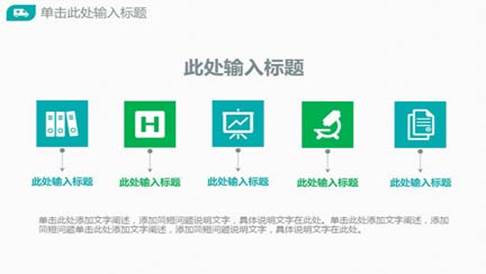 单击此处输入标题
此处输入标题
H
此处输入标题
此处输入标题
此处输入标题
此处输入标题
此处输入标题
单击此处添加文字阐述，添加简短问题说明文字，具体说明文字在此处。单击此处添加文字阐述，添加
简短问题单击此处添加文字阐述，添加简短问题说明文字，具体说明文字在此处。